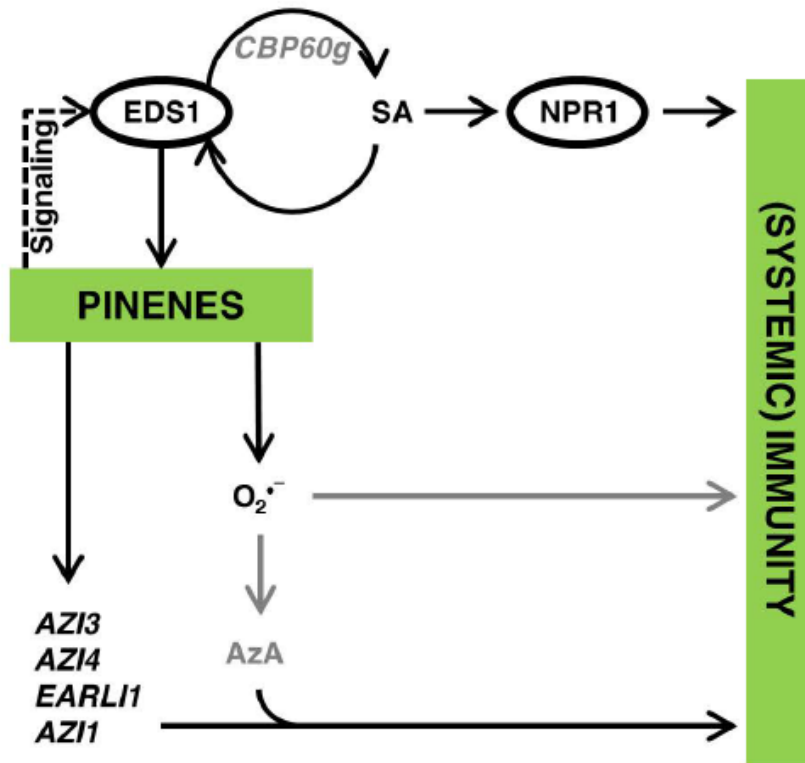 CBP60g
EDS1
SA
NPR1
Signaling
PINENES
O₂•⁻
AZI3
AZI4
EARLI1
AZI1
AzA
(SYSTEMIC) IMMUNITY